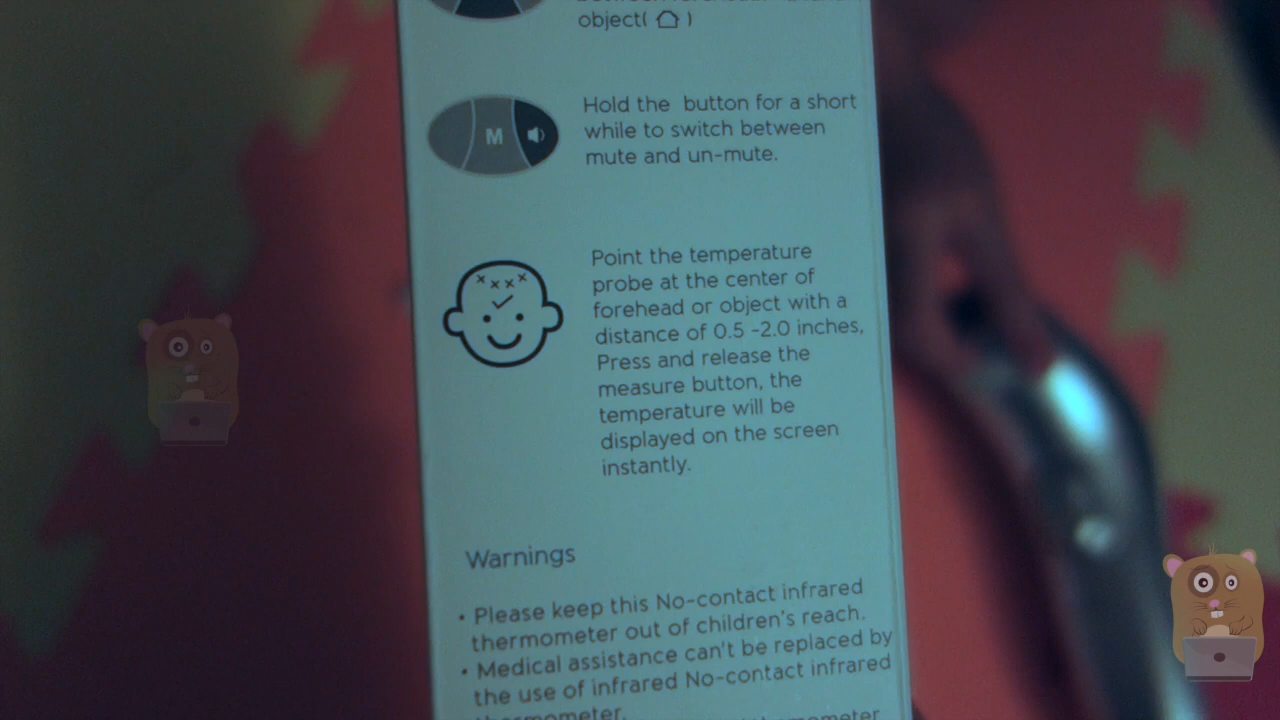 object( )
Hold the button for a short
while to switch between
mute and un-mute.
M
Point the temperature
probe at the center of
forehead or object with a
distance of 0.5 -2.0 inches,
Press and release the
measure button, the
temperature will be
displayed on the screen
instantly.
Warnings
• Please keep this No-contact infrared
thermometer out of children's reach.
• Medical assistance can't be replaced by
the use of infrared No-contact infrared
thermometer.